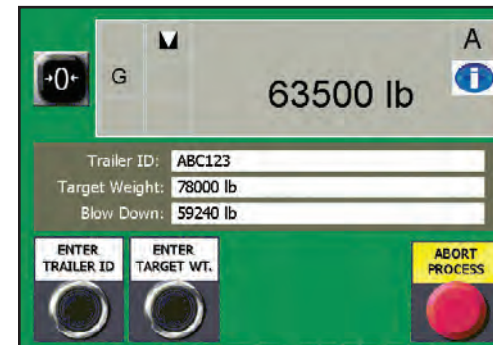 A
→0← G
63500 lb
Trailer ID: ABC123
Target Weight: 78000 lb
Blow Down: 59240 lb
ENTER
TRAILER ID
ENTER
TARGET WT.
ABORT
PROCESS